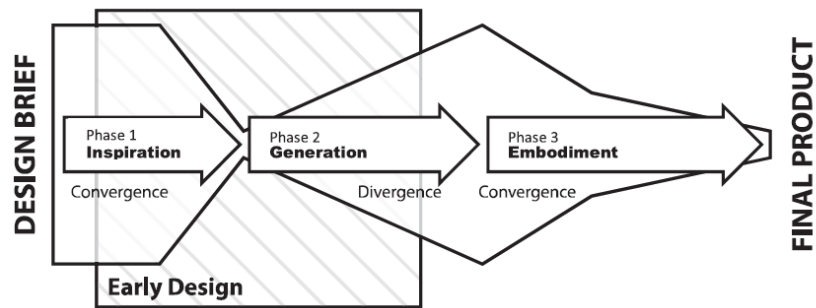 DESIGN BRIEF
Phase 1
Inspiration
Convergence
Phase 2
Generation
Divergence
Phase 3
Embodiment
Convergence
Early Design
FINAL PRODUCT